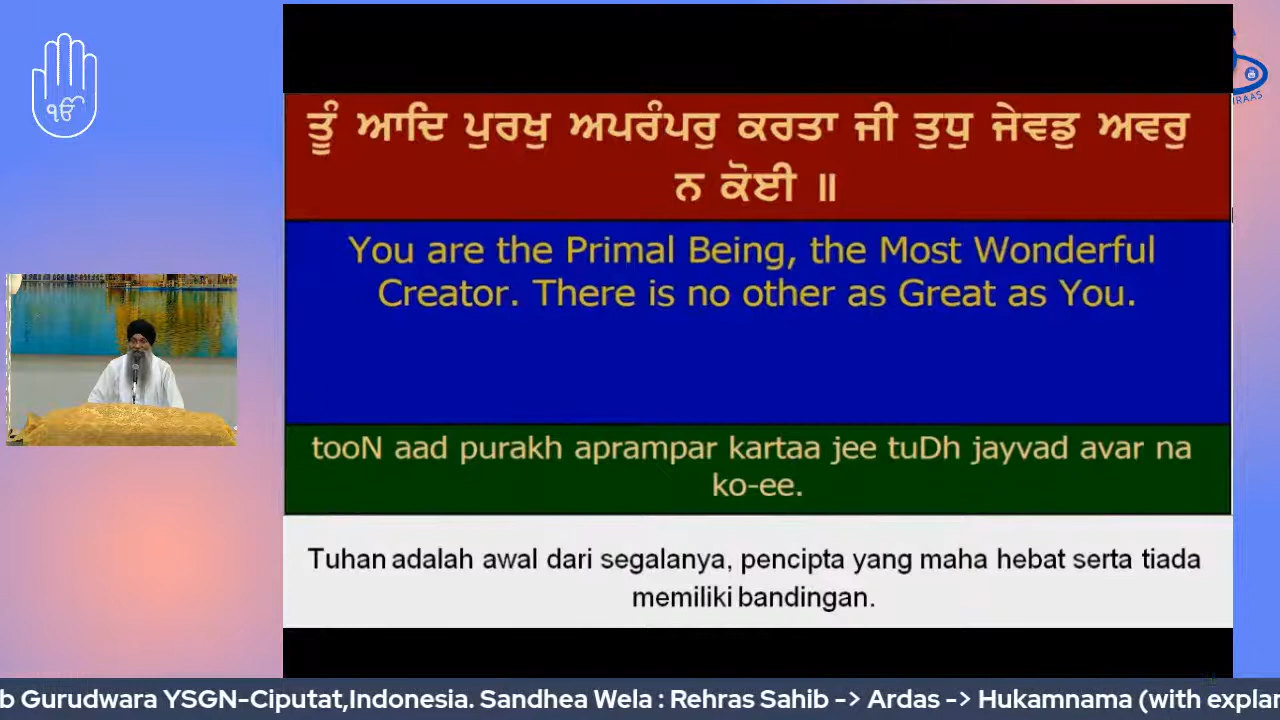 ੴ
ਤੂੰ ਆਦਿ ਪੁਰਖੁ ਅਪਰੰਪਰੁ ਕਰਤਾ ਜੀ ਤੁਧੁ ਜੇਵਡੁ ਅਵਰੁ
ਨ ਕੋਈ ॥
You are the Primal Being, the Most Wonderful
Creator. There is no other as Great as You.
tooN aad purakh aprampar kartaa jee tuDh jayvad avar na
ko-ee.
Tuhan adalah awal dari segalanya, pencipta yang maha hebat serta tiada
memiliki bandingan.
b Gurudwara YSGN-Ciputat,Indonesia. Sandhea Wela : Rehras Sahib -> Ardas -> Hukamnama (with explan